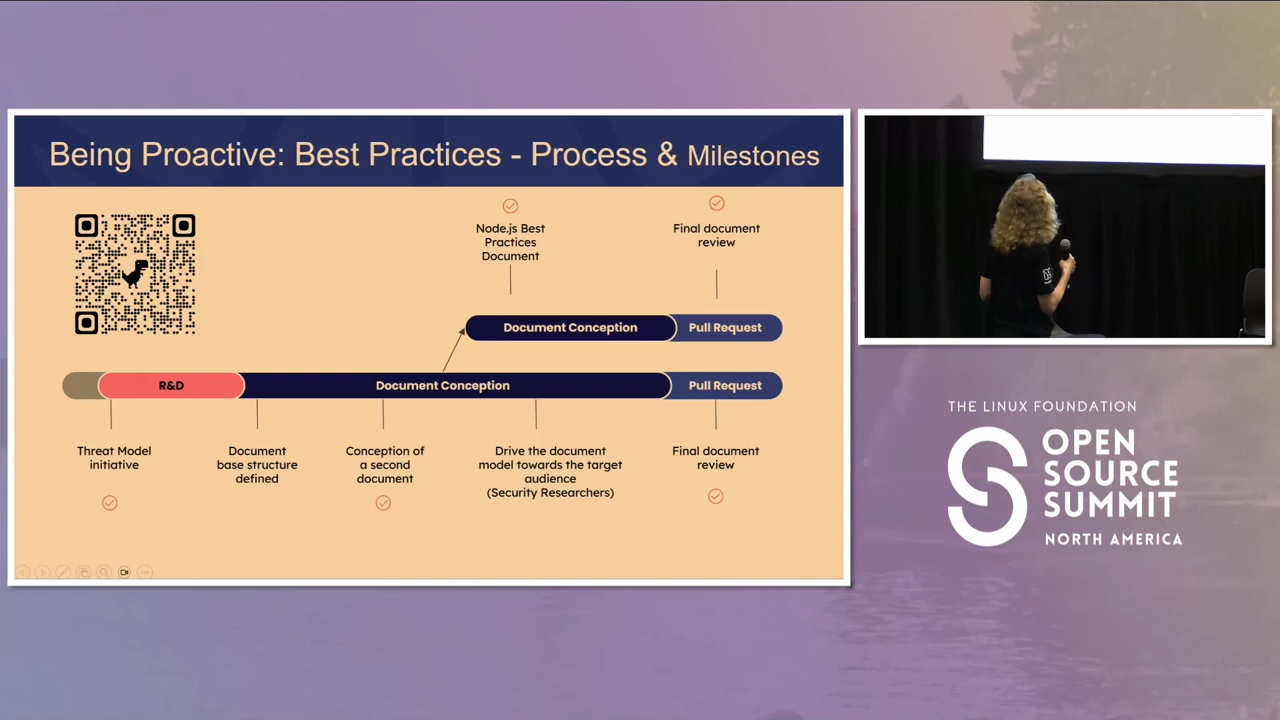 Being Proactive: Best Practices - Process & Milestones
Node.js Best
Practices
Document
Final document
review
Document Conception
Pull Request
R&D
Document Conception
Pull Request
Threat Model
initiative
Document
base structure
defined
Conception of
a second
document
Drive the document
model towards the target
audience
(Security Researchers)
Final document
review
THE LINUX FOUNDATION
OPEN
SOURCE
SUMMIT
NORTH AMERICA